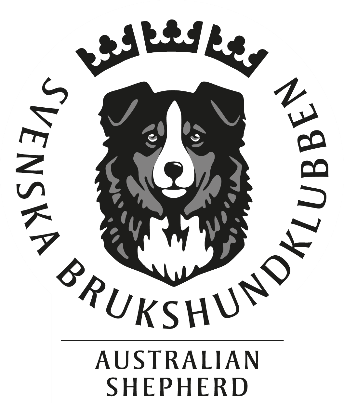 SVENSKA BRUKSHUNDKLUBBEN
AUSTRALIAN
SHEPHERD